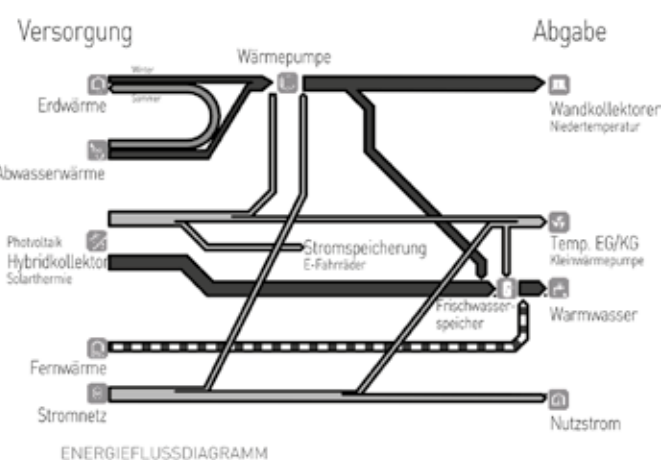 Versorgung
Abgabe
Wärmepumpe
Winter
Sommer
Erdwärme
Wandkollektoren
Niedertemperatur
Abwasserwärme
Photvoltaik
Hybridkollektor
Solarthermie
Stromspeicherung
E-Fahrräder
Temp. EG/KG
Kleinwärmepumpe
Frischwasser-
speicher
Warmwasser
Fernwärme
Stromnetz
Nutzstrom
ENERGIEFLUSSDIAGRAMM